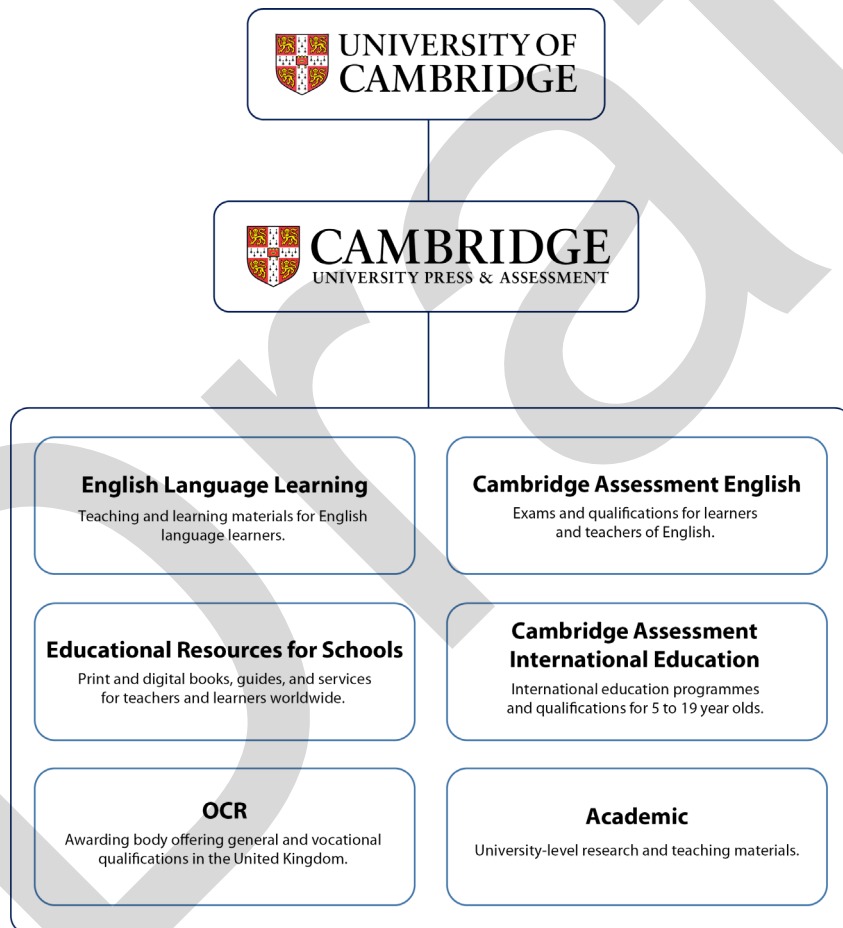 UNIVERSITY OF
CAMBRIDGE
CAMBRIDGE
UNIVERSITY PRESS & ASSESSMENT
English Language Learning
Teaching and learning materials for English
language learners.
Cambridge Assessment English
Exams and qualifications for learners
and teachers of English.
Educational Resources for Schools
Print and digital books, guides, and services
for teachers and learners worldwide.
Cambridge Assessment
International Education
International education programmes
and qualifications for 5 to 19 year olds.
OCR
Awarding body offering general and vocational
qualifications in the United Kingdom.
Academic
University-level research and teaching materials.